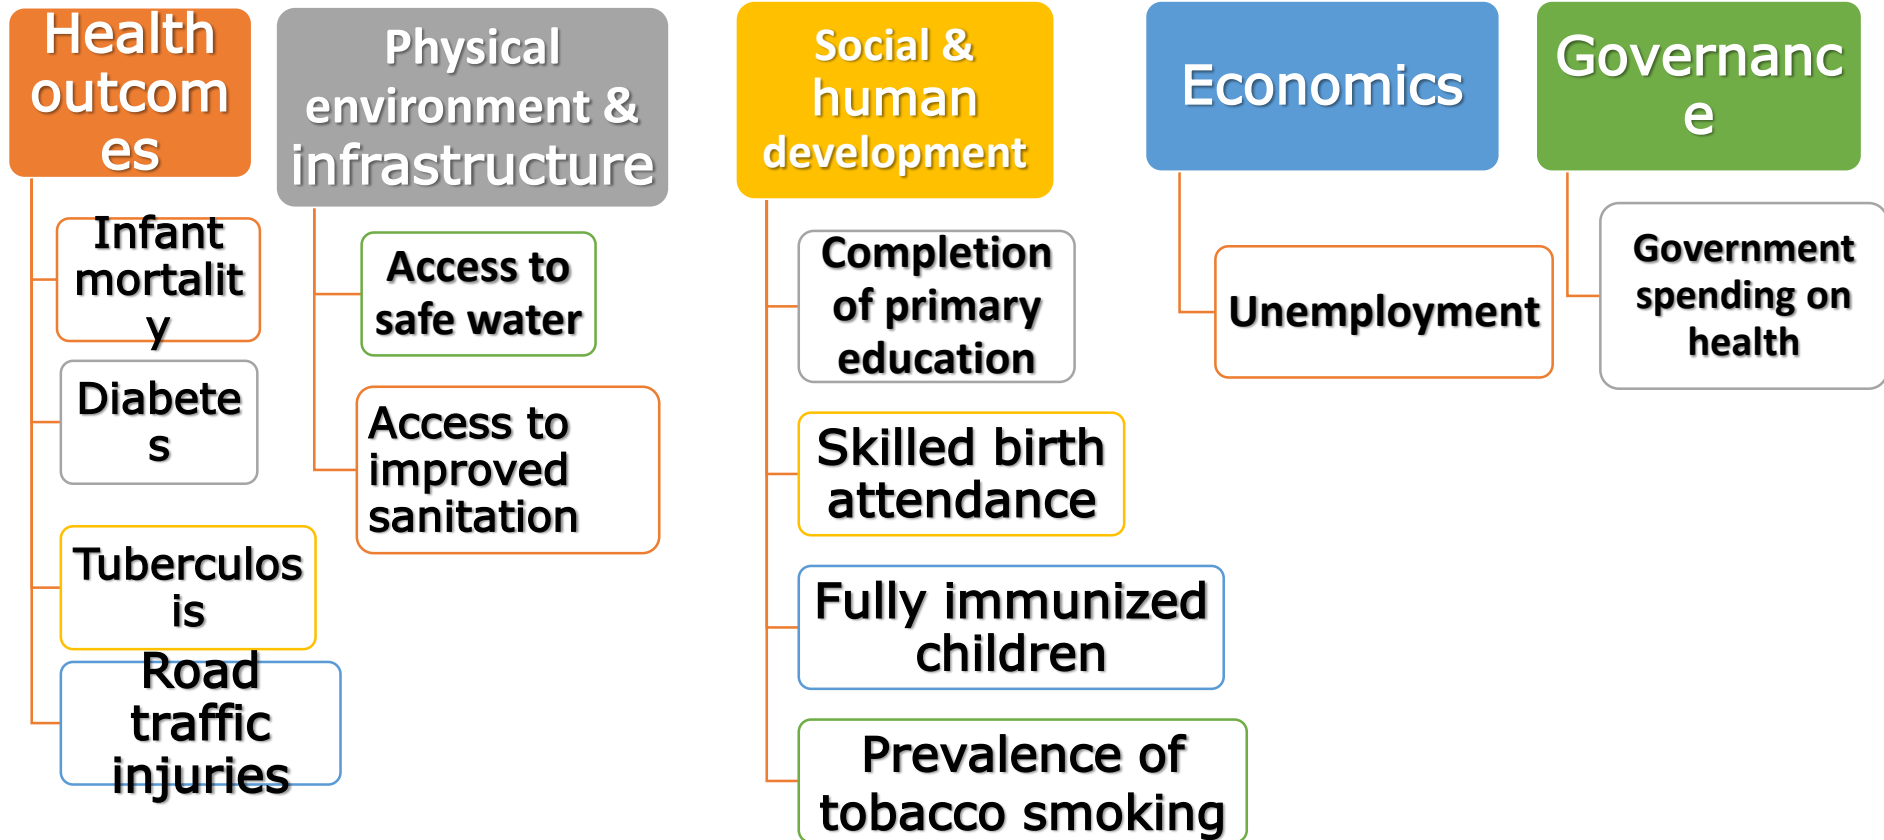 Health
outcom
es
Infant
mortalit
y
Diabete
s
Tuberculos
is
Road
traffic
injuries
Physical
environment &
infrastructure
Access to
safe water
Access to
improved
sanitation
Social &
human
development
Completion
of primary
education
Skilled birth
attendance
Fully immunized
children
Prevalence of
tobacco smoking
Economics
Unemployment
Governanc
e
Government
spending on
health